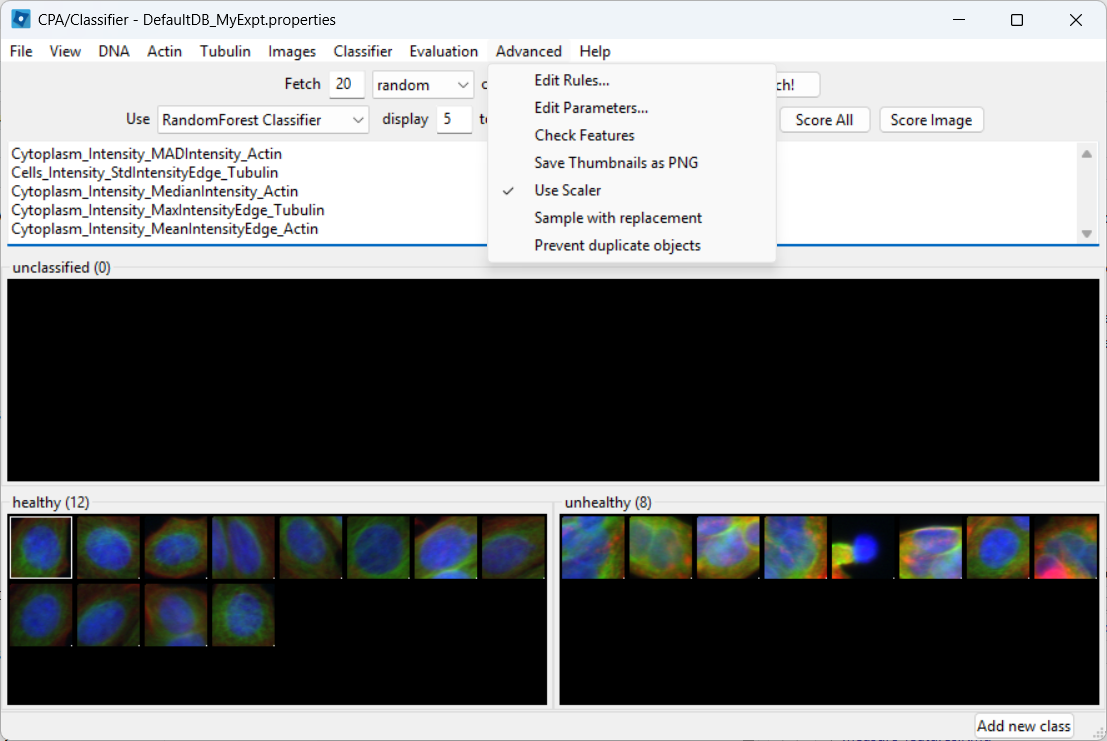 CPA/Classifier - DefaultDB_MyExpt.properties
File View DNA Actin Tubulin Images Classifier Evaluation Advanced Help
Fetch 20 random
Use RandomForest Classifier display 5 Score All Score Image
Edit Rules...
Edit Parameters...
Check Features
Save Thumbnails as PNG
✓ Use Scaler
Sample with replacement
Prevent duplicate objects
Cytoplasm_Intensity_MADIntensity_Actin
Cells_Intensity_StdIntensityEdge_Tubulin
Cytoplasm_Intensity_MedianIntensity_Actin
Cytoplasm_Intensity_MaxIntensityEdge_Tubulin
Cytoplasm_Intensity_MeanIntensityEdge_Actin
unclassified (0)
healthy (12) unhealthy (8)
Add new class